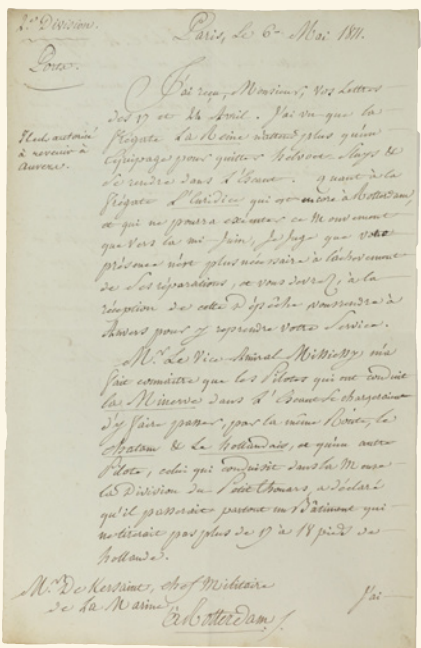 2e Division.
Paris, Le 6 Mai 1811.
Ports.
J'ai reçu, Monsieur, vos Lettres
des 17 et 24 Avril. J'ai vu que la
frégate La Reine n'attend plus qu'un
Equipage pour quitter helvoet Sluys &
Se rendre dans L'Escaut. quant à la
frégate L'Euridice qui est encore à Rotterdam,
et qui ne pourra exécuter ce Mouvement
que vers la mi Juin, Je Juge que votre
présence n'est plus nécessaire à l'achèvement
de Ses réparations, et vous devrez, à la
réception de cette Dépêche, vous rendre à
Anvers pour y reprendre votre Service.
Il est autorisé
à revenir à
Anvers.
Mr. Le Vice Amiral Missiessy m'a
fait connaître que les Pilotes qui ont conduit
la Minerve dans L'Escaut Se chargeraient
d'y faire passer, par la même Route, le
Chatam & Le hollandais, et qu'un autre
Pilote, celui qui conduisit dans la Meuse
la Division du Petit thouars, a déclaré
qu'il passerait partout un Bâtiment qui
ne tirerait pas plus de 17 à 18 pieds de
hollande.
Mr. De Kersaint, chef Militaire
de La Marine,
à Rotterdam.
J'ai